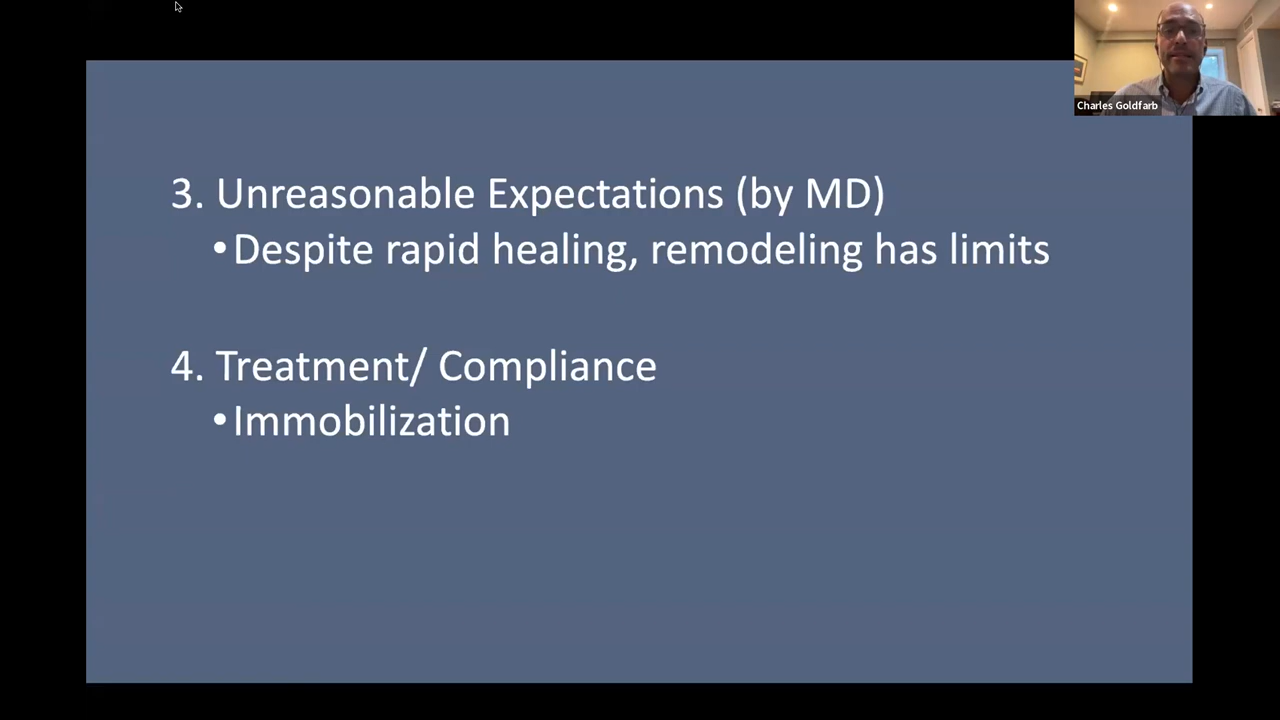 Charles Goldfarb
3. Unreasonable Expectations (by MD)
•Despite rapid healing, remodeling has limits
4. Treatment/ Compliance
•Immobilization